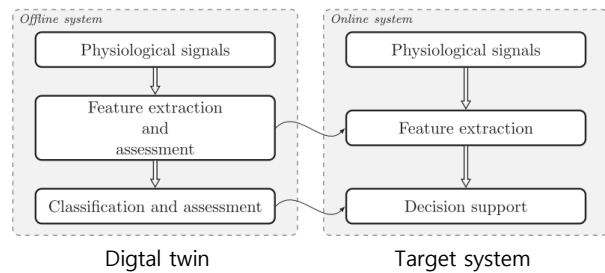 Offline system
Physiological signals
Feature extraction
and
assessment
Classification and assessment
Digtal twin
Online system
Physiological signals
Feature extraction
Decision support
Target system